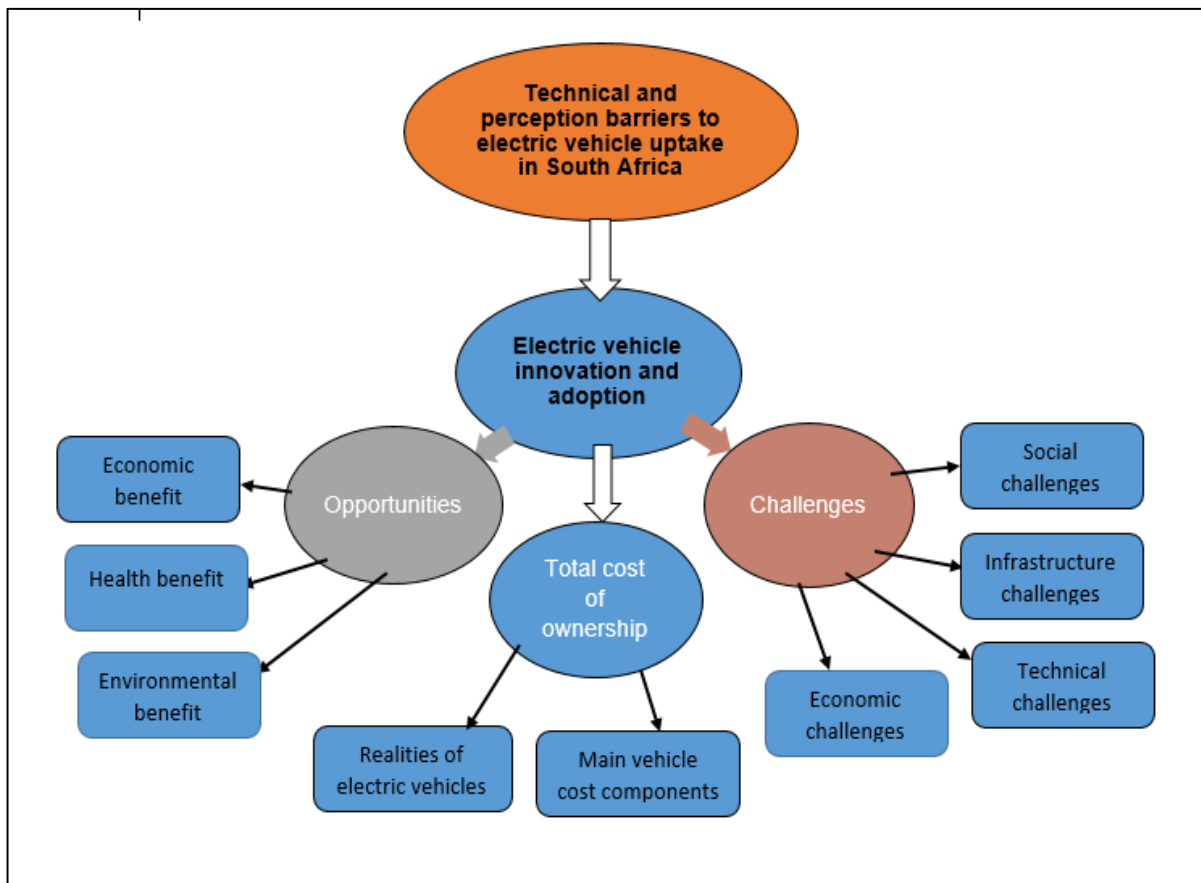 Technical and
perception barriers to
electric vehicle uptake
in South Africa
Electric vehicle
innovation and
adoption
Opportunities
Economic
benefit
Health benefit
Environmental
benefit
Total cost
of
ownership
Realities of
electric vehicles
Main vehicle
cost components
Challenges
Social
challenges
Infrastructure
challenges
Technical
challenges
Economic
challenges